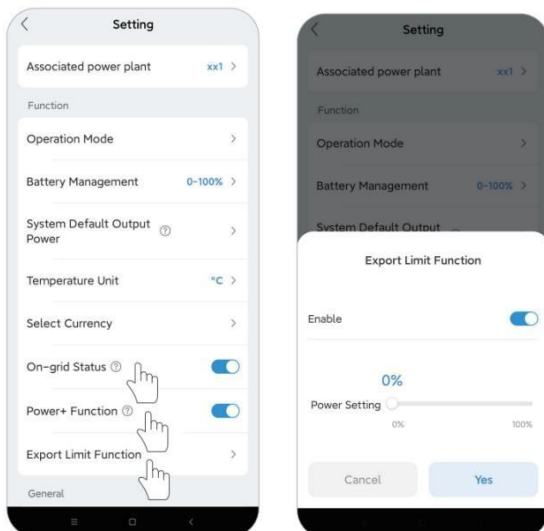 Setting
Associated power plant xx1 >
Function
Operation Mode >
Battery Management 0-100% >
System Default Output
Power ? >
Temperature Unit °C >
Select Currency >
On-grid Status ?
Power+ Function ?
Export Limit Function >
General
Setting
Associated power plant xx1 >
Function
Operation Mode >
Battery Management 0-100% >
System Default Output
Export Limit Function
Enable
0%
Power Setting
0% 100%
Cancel Yes